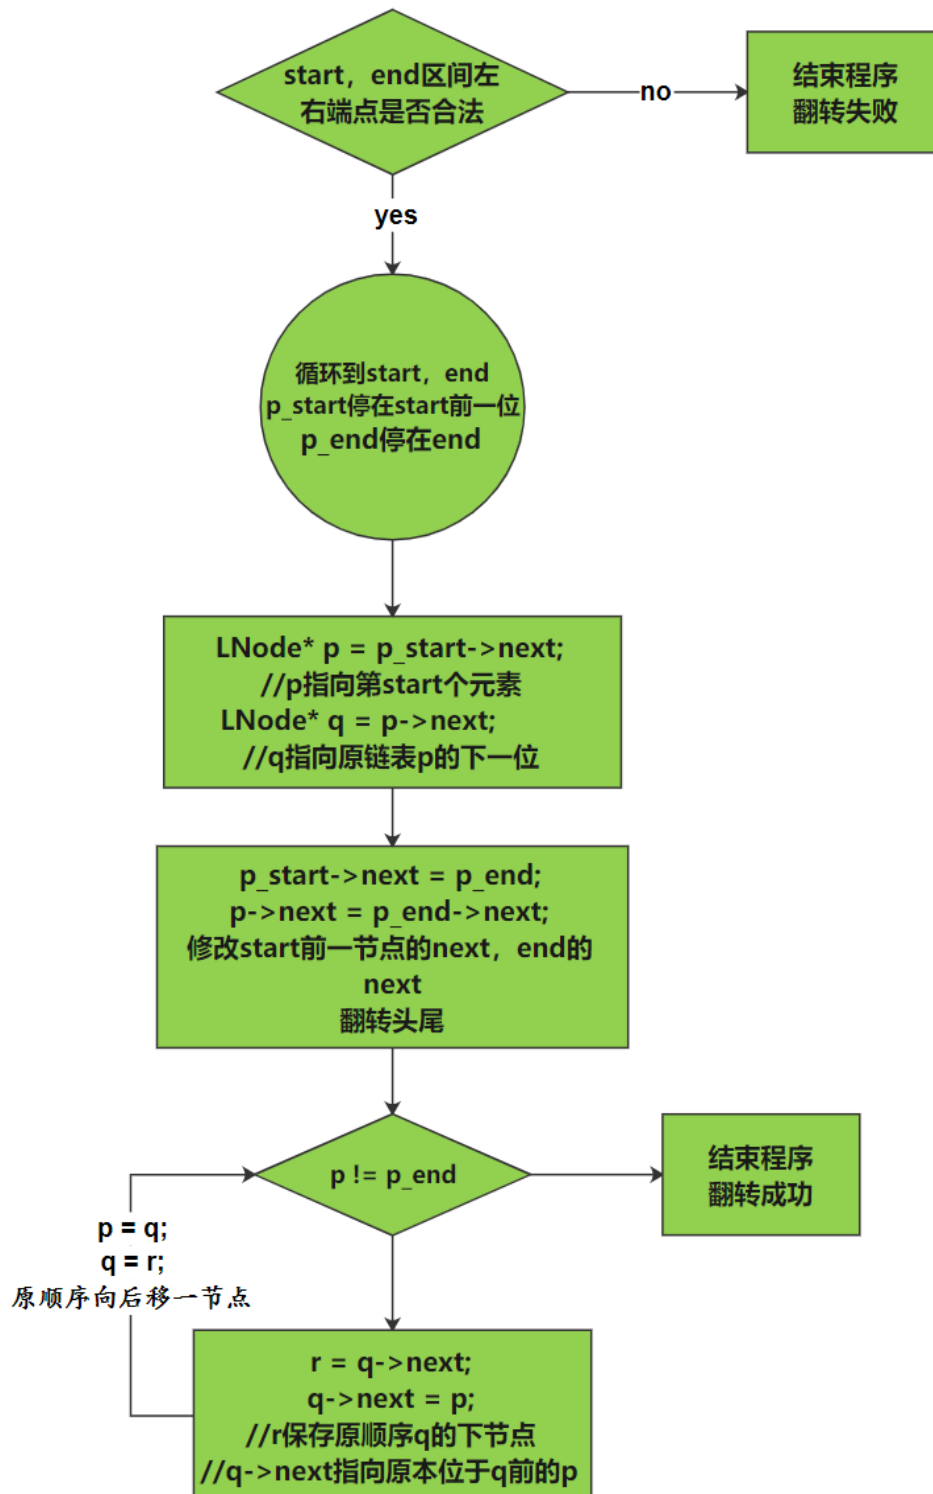 start，end区间左
右端点是否合法
no
结束程序
翻转失败
yes
循环到start，end
p_start停在start前一位
p_end停在end
LNode* p = p_start->next;
//p指向第start个元素
LNode* q = p->next;
//q指向原链表p的下一位
p_start->next = p_end;
p->next = p_end->next;
修改start前一节点的next，end的
next
翻转头尾
p != p_end
结束程序
翻转成功
p = q;
q = r;
原顺序向后移一节点
r = q->next;
q->next = p;
//r保存原顺序q的下节点
//q->next指向原本位于q前的p